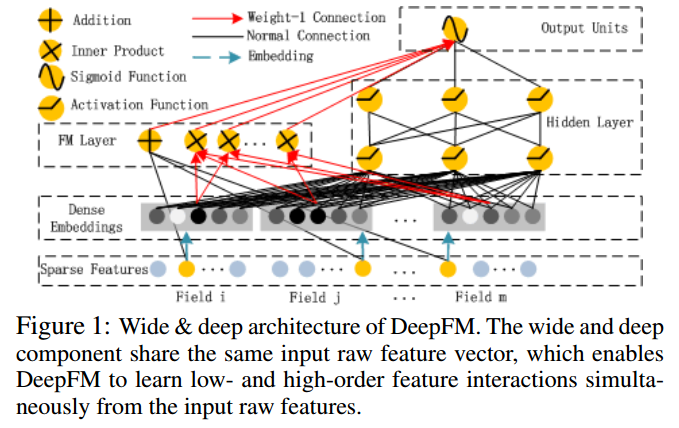 Addition
Weight-1 Connection
Normal Connection
Embedding
Inner Product
Sigmoid Function
Activation Function
Output Units
FM Layer
...
Hidden Layer
Dense
Embeddings
...
Sparse Features
... ... ... ...
Field i Field j ... Field m
Figure 1: Wide & deep architecture of DeepFM. The wide and deep
component share the same input raw feature vector, which enables
DeepFM to learn low- and high-order feature interactions simulta-
neously from the input raw features.